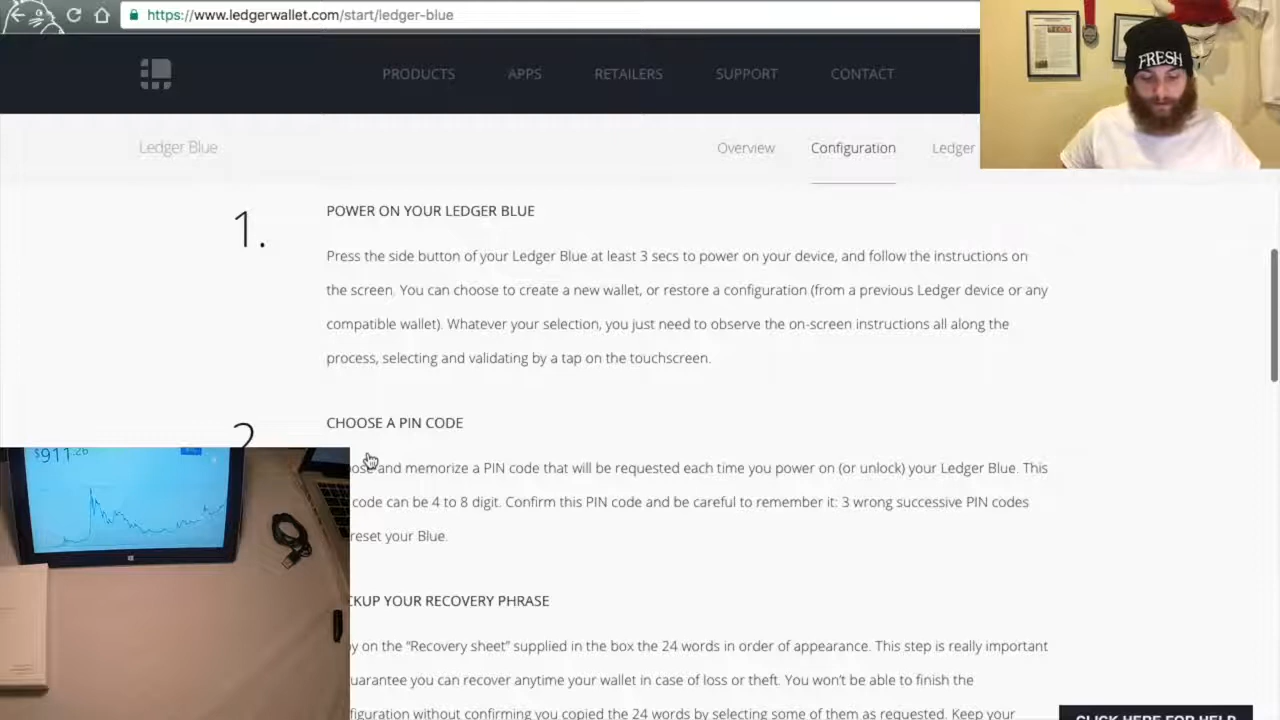 https://www.ledgerwallet.com/start/ledger-blue
PRODUCTS APPS RETAILERS SUPPORT CONTACT
FRESH
Ledger Blue Overview Configuration Ledger
1. POWER ON YOUR LEDGER BLUE
Press the side button of your Ledger Blue at least 3 secs to power on your device, and follow the instructions on
the screen. You can choose to create a new wallet, or restore a configuration (from a previous Ledger device or any
compatible wallet). Whatever your selection, you just need to observe the on-screen instructions all along the
process, selecting and validating by a tap on the touchscreen.
2 CHOOSE A PIN CODE
and memorize a PIN code that will be requested each time you power on (or unlock) your Ledger Blue. This
code can be 4 to 8 digit. Confirm this PIN code and be careful to remember it: 3 wrong successive PIN codes
reset your Blue.
CKUP YOUR RECOVERY PHRASE
y on the “Recovery sheet” supplied in the box the 24 words in order of appearance. This step is really important
uarantee you can recover anytime your wallet in case of loss or theft. You won't be able to finish the
figuration without confirming you copied the 24 words by selecting some of them as requested. Keep your
$911.26
CLICK HERE FOR HELP